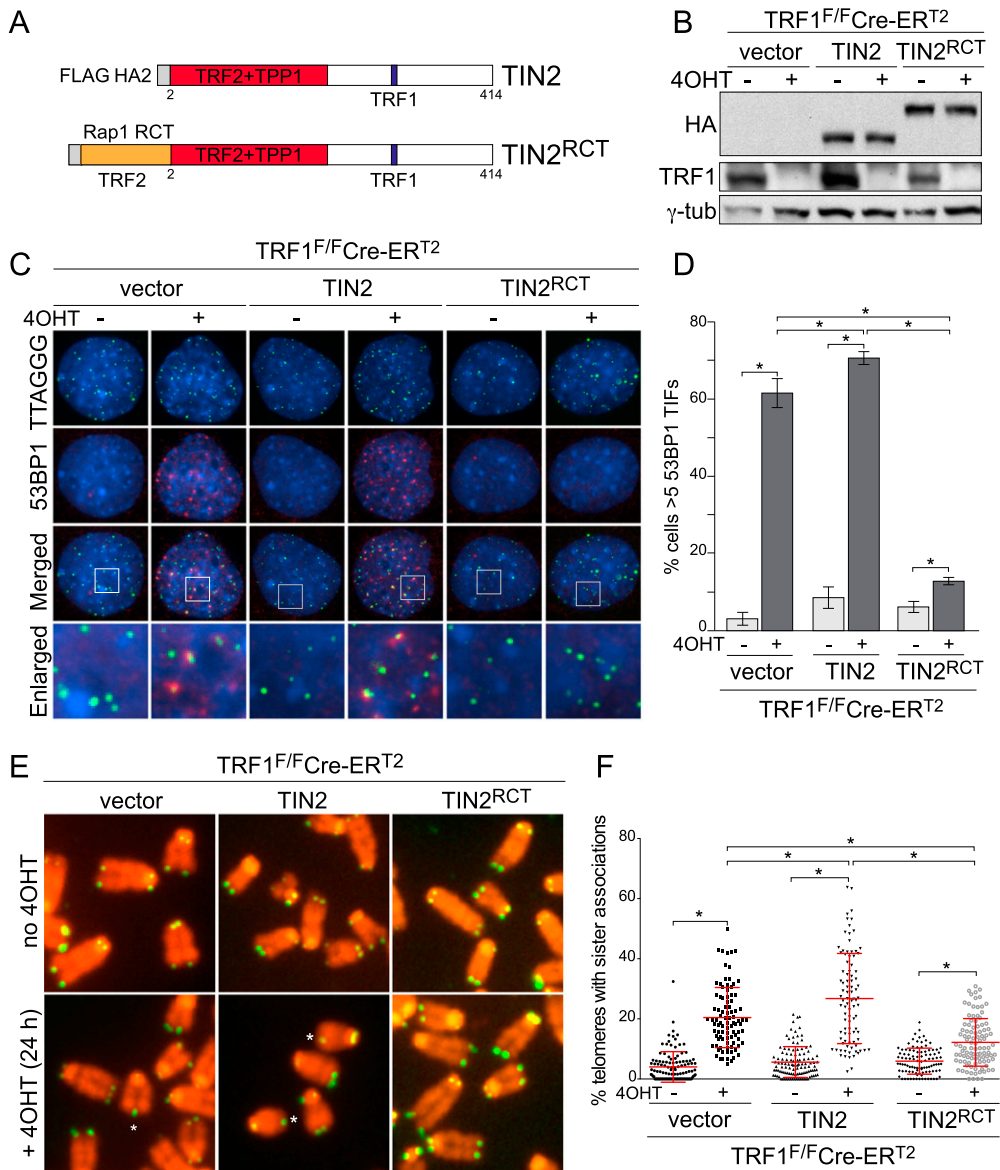 A
FLAG HA2 TRF2+TPP1 TIN2
2 TRF1 414
Rap1 RCT
TRF2+TPP1 TIN2RCT
TRF2 2 TRF1 414
B
TRF1F/FCre-ERT2
vector TIN2 TIN2RCT
4OHT - + - + - +
HA
TRF1
γ-tub
C
TRF1F/FCre-ERT2
vector TIN2 TIN2RCT
4OHT - + - + - +
TTAGGG
53BP1
Merged
Enlarged
D
% cells >5 53BP1 TIFs
80
60
40
20
0
* * * * * *
4OHT - + - + - +
vector TIN2 TIN2RCT
TRF1F/FCre-ERT2
E
TRF1F/FCre-ERT2
vector TIN2 TIN2RCT
no 4OHT
+ 4OHT (24 h)
* * *
F
% telomeres with sister associations
80
60
40
20
0
* * * * * *
4OHT - + - + - +
vector TIN2 TIN2RCT
TRF1F/FCre-ERT2